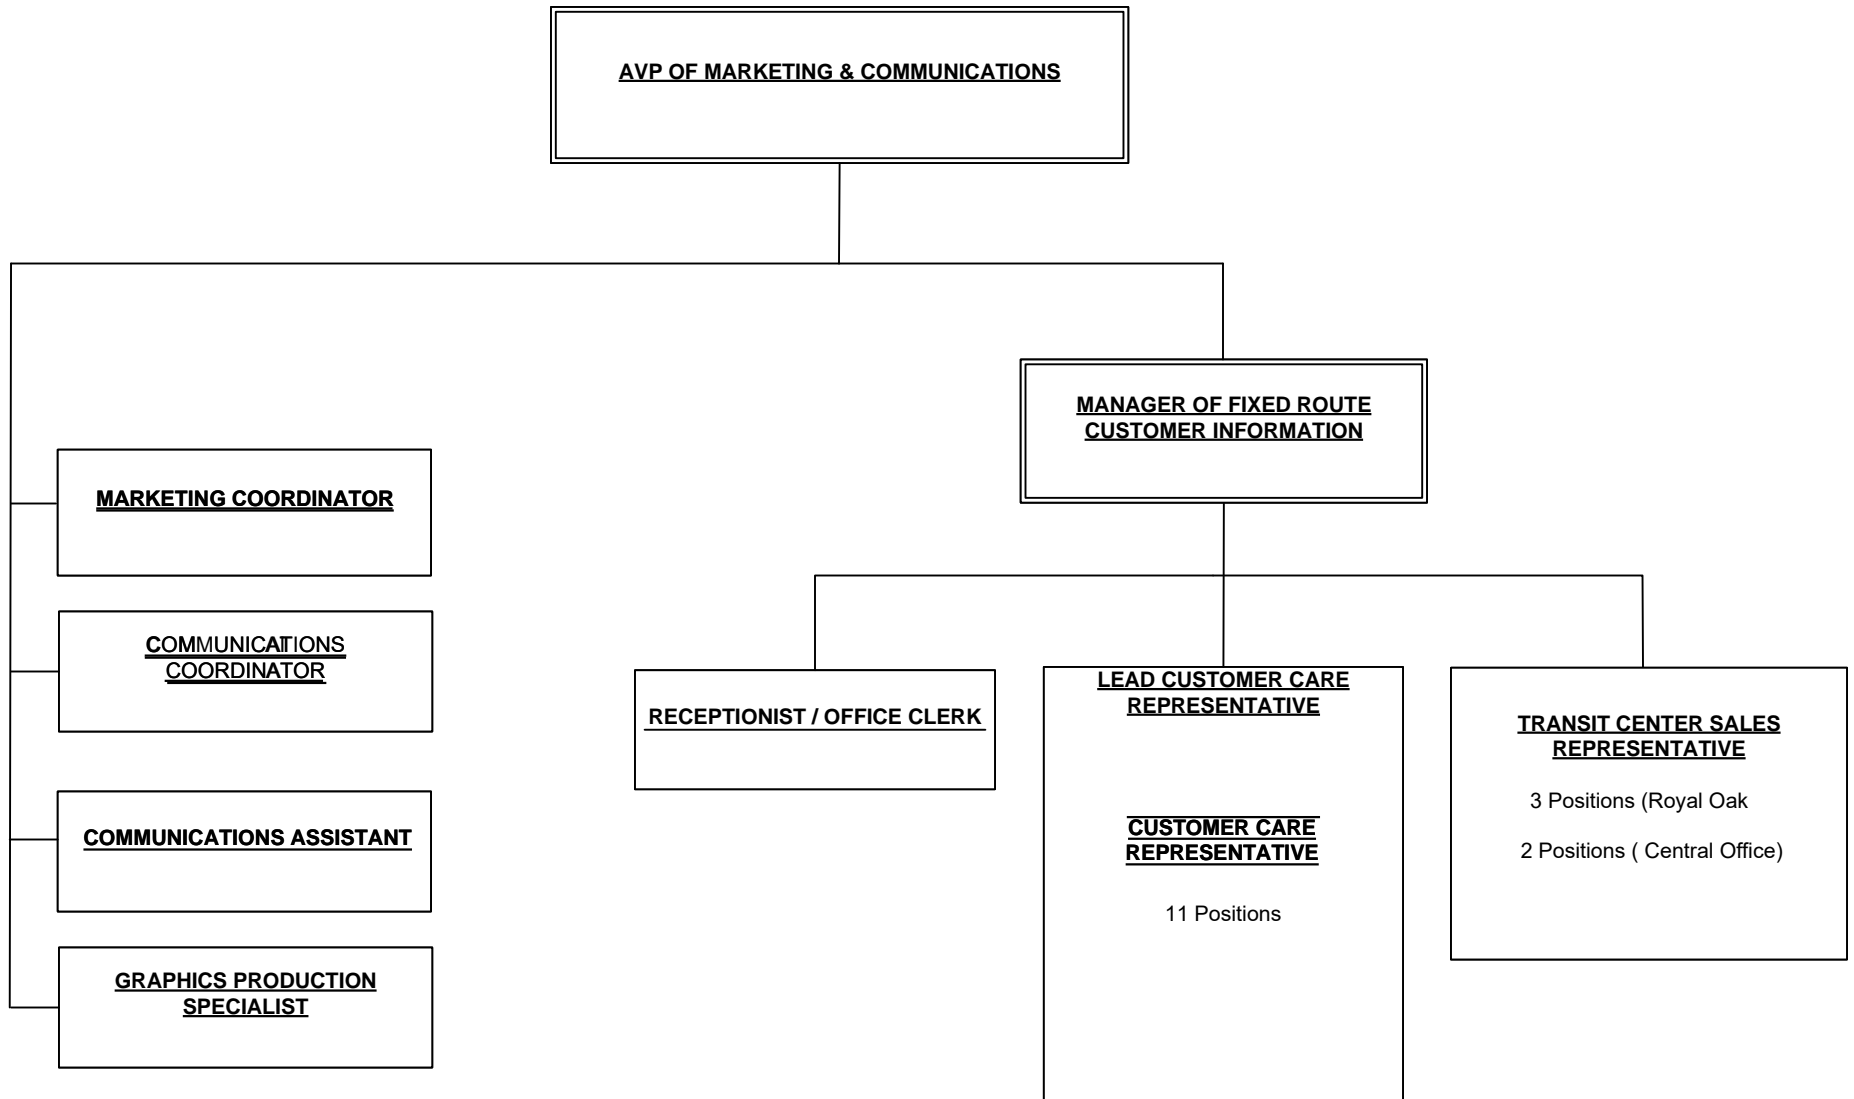 AVP OF MARKETING & COMMUNICATIONS
MANAGER OF FIXED ROUTE
CUSTOMER INFORMATION
MARKETING COORDINATOR
COMMUNICATIONS
COORDINATOR
COMMUNICATIONS ASSISTANT
GRAPHICS PRODUCTION
SPECIALIST
RECEPTIONIST / OFFICE CLERK
LEAD CUSTOMER CARE
REPRESENTATIVE
CUSTOMER CARE
REPRESENTATIVE
11 Positions
TRANSIT CENTER SALES
REPRESENTATIVE
3 Positions (Royal Oak
2 Positions ( Central Office)